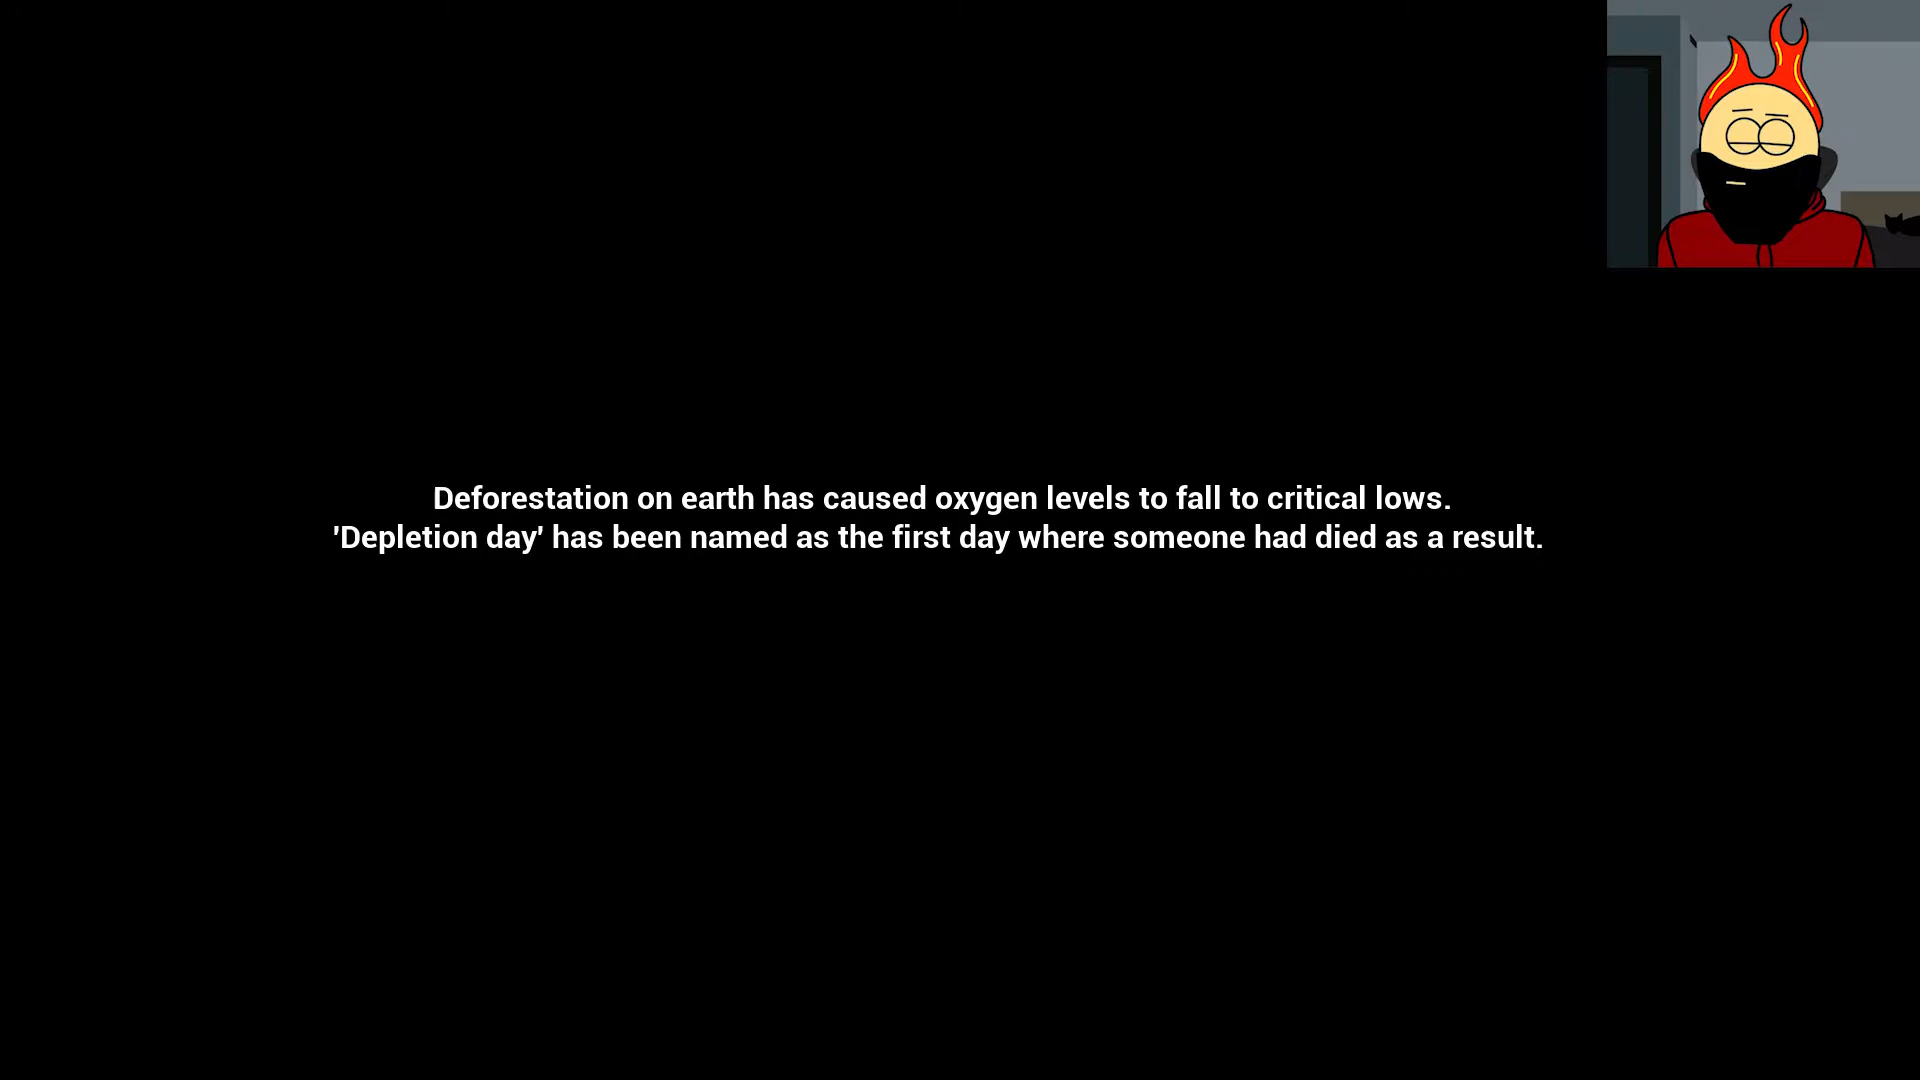 Deforestation on earth has caused oxygen levels to fall to critical lows.
'Depletion day' has been named as the first day where someone had died as a result.